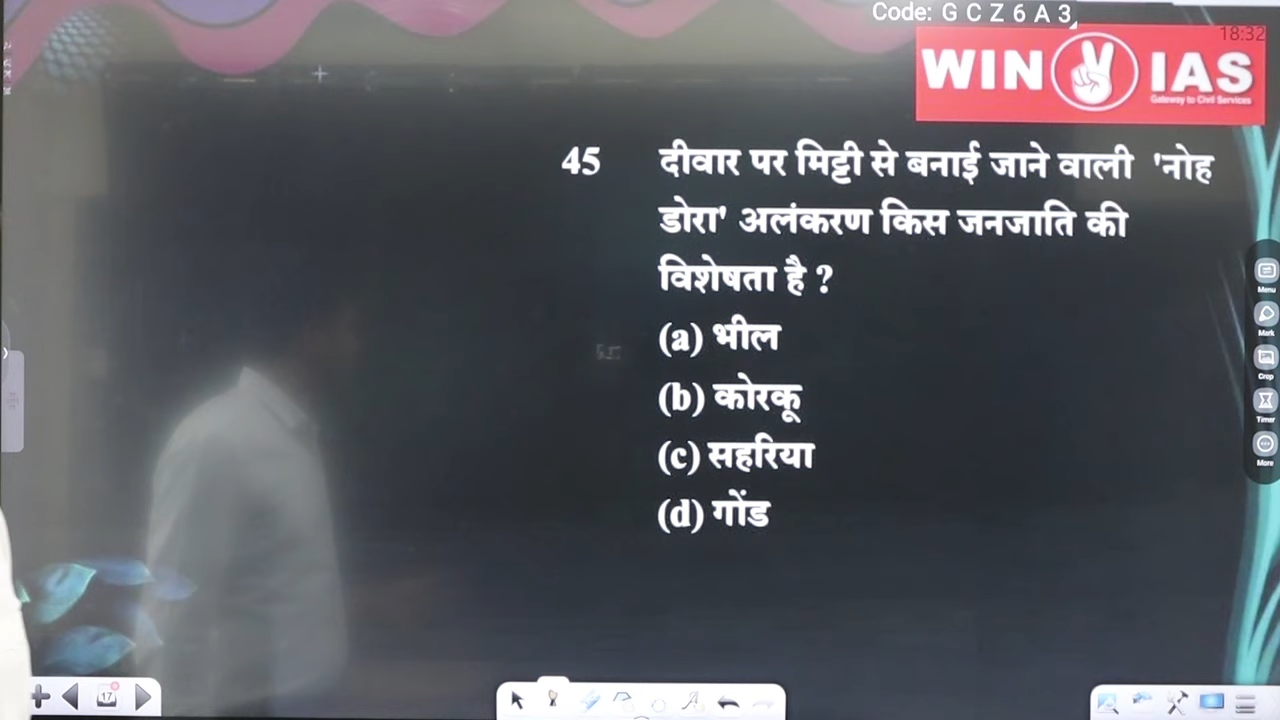 Code: G C Z 6 A 3
18:32
WIN IAS
Gateway to Civil Services
45 दीवार पर मिट्टी से बनाई जाने वाली 'नोह
डोरा' अलंकरण किस जनजाति की
विशेषता है ?
(a) भील
(b) कोरकू
(c) सहरिया
(d) गोंड
Menu
Mark
Crop
Timer
More
17